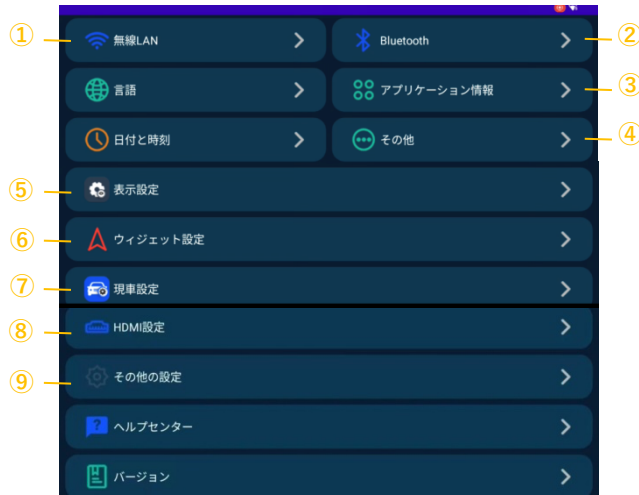 ① 無線LAN Bluetooth ②
言語 アプリケーション情報 ③
日付と時刻 その他 ④
⑤ 表示設定
⑥ ウィジェット設定
⑦ 現車設定
⑧ HDMI設定
⑨ その他の設定
ヘルプセンター
バージョン